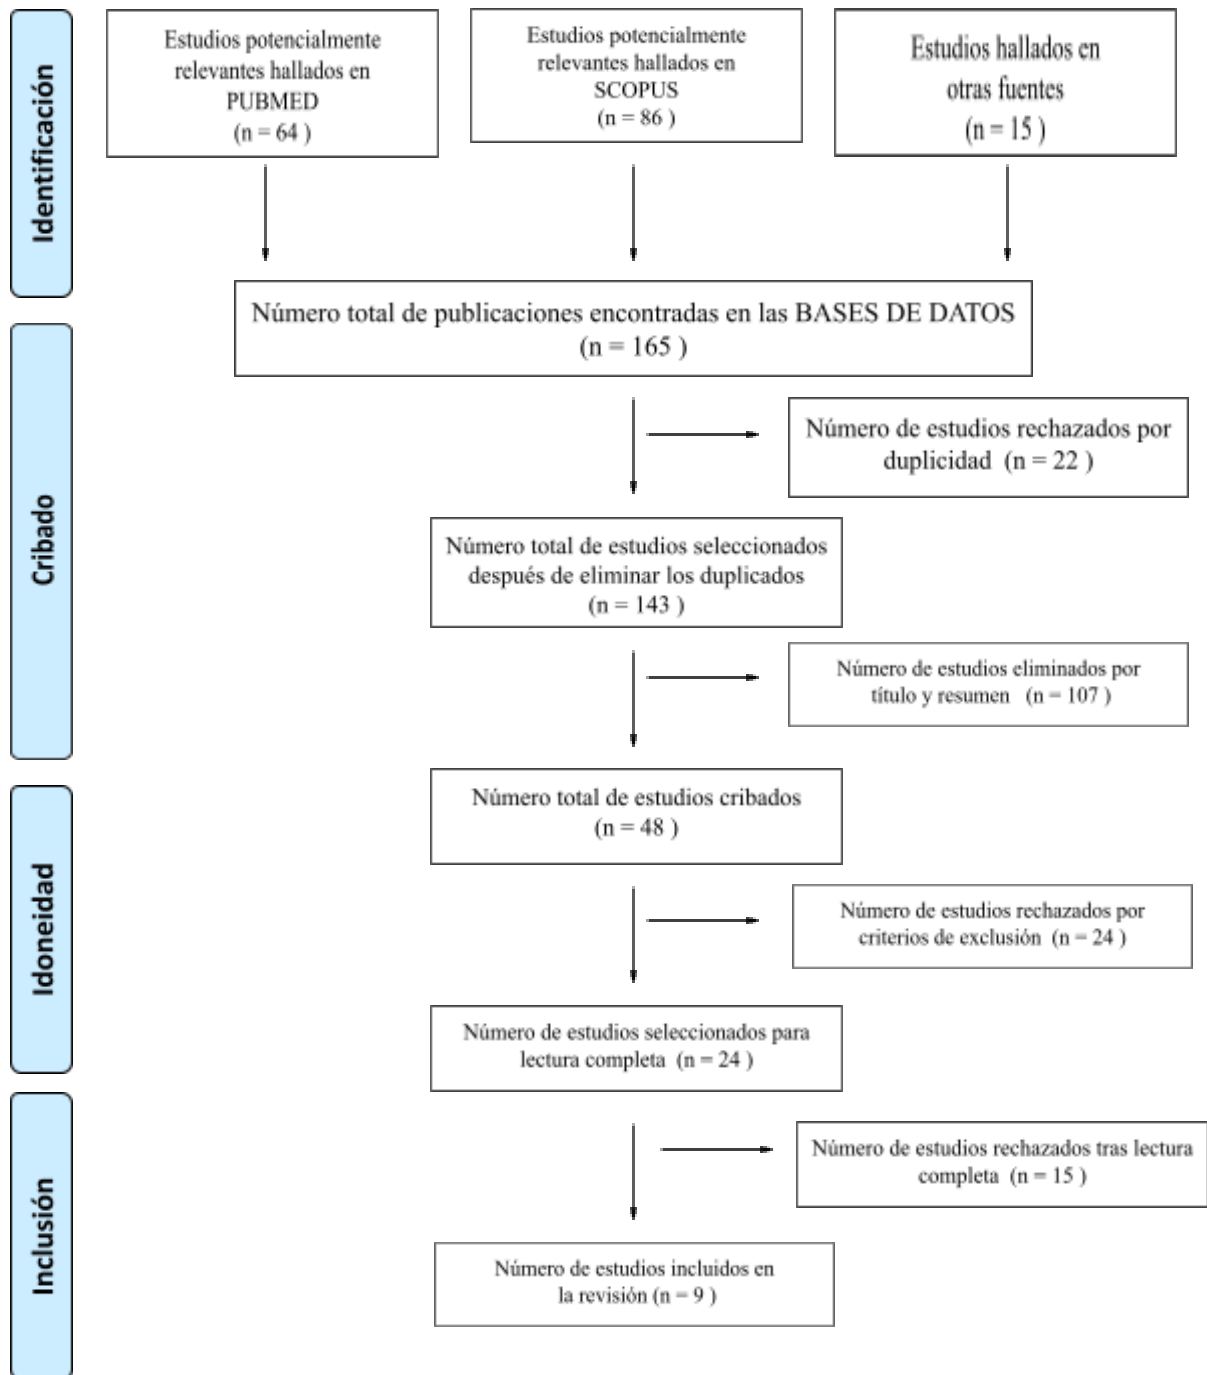 Identificación
Estudios potencialmente
relevantes hallados en
PUBMED
(n = 64 )
Estudios potencialmente
relevantes hallados en
SCOPUS
(n = 86 )
Estudios hallados en
otras fuentes
(n = 15 )
Número total de publicaciones encontradas en las BASES DE DATOS
(n = 165 )
Cribado
Número de estudios rechazados por
duplicidad (n = 22 )
Número total de estudios seleccionados
después de eliminar los duplicados
(n = 143 )
Número de estudios eliminados por
título y resumen (n = 107 )
Idoneidad
Número total de estudios cribados
(n = 48 )
Número de estudios rechazados por
criterios de exclusión (n = 24 )
Número de estudios seleccionados para
lectura completa (n = 24 )
Inclusión
Número de estudios rechazados tras lectura
completa (n = 15 )
Número de estudios incluidos en
la revisión (n = 9 )